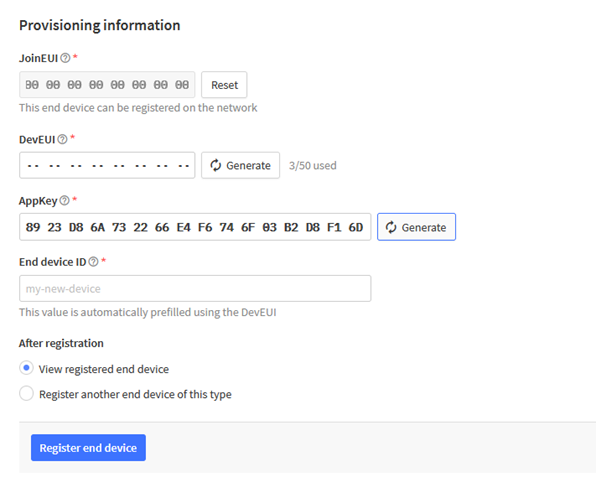 Provisioning information
JoinEUI *
00 00 00 00 00 00 00 00 Reset
This end device can be registered on the network
DevEUI *
-- -- -- -- -- -- -- -- Generate 3/50 used
AppKey *
89 23 D8 6A 73 22 66 E4 F6 74 6F 03 B2 D8 F1 6D Generate
End device ID *
my-new-device
This value is automatically prefilled using the DevEUI
After registration
View registered end device
Register another end device of this type
Register end device